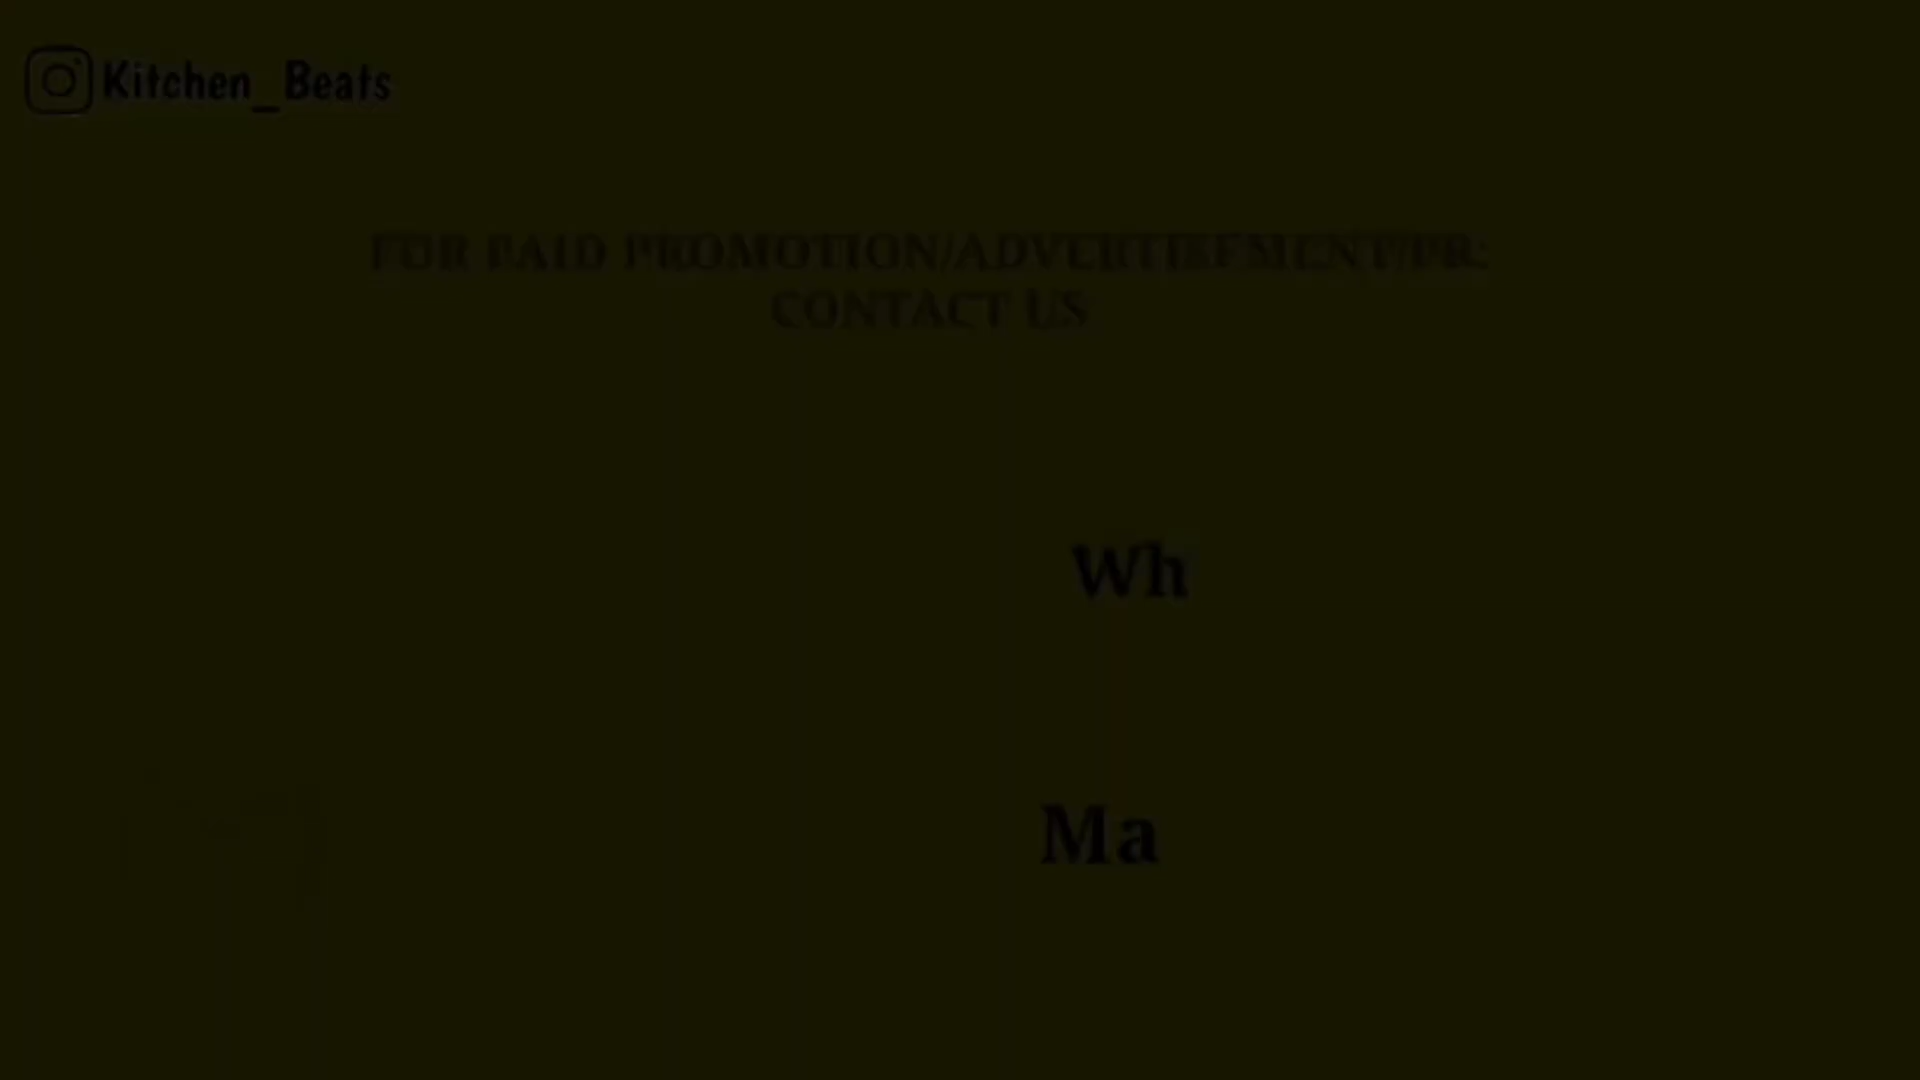 Kitchen_Beats
FOR PAID PROMOTION/ADVERTISEMENT/PR:
CONTACT US
Wh
Ma